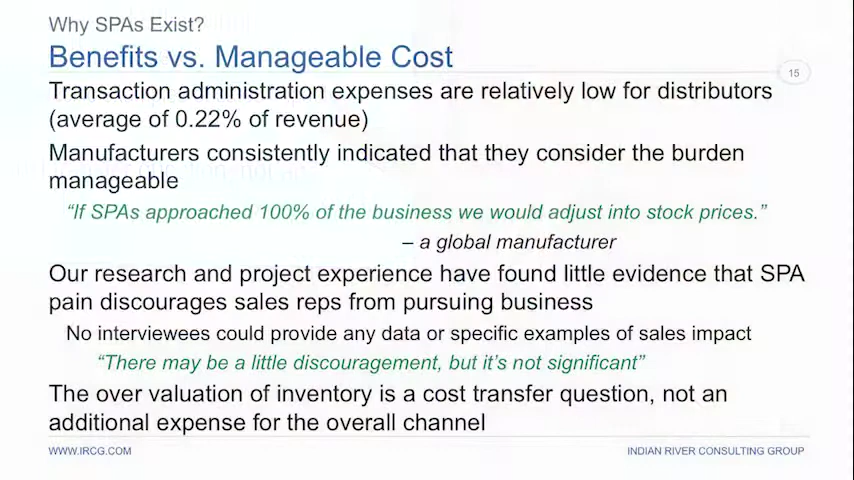 Why SPAs Exist?
Benefits vs. Manageable Cost
15
Transaction administration expenses are relatively low for distributors
(average of 0.22% of revenue)
Manufacturers consistently indicated that they consider the burden
manageable
“If SPAs approached 100% of the business we would adjust into stock prices.”
– a global manufacturer
Our research and project experience have found little evidence that SPA
pain discourages sales reps from pursuing business
No interviewees could provide any data or specific examples of sales impact
“There may be a little discouragement, but it’s not significant”
The over valuation of inventory is a cost transfer question, not an
additional expense for the overall channel
WWW.IRCG.COM
INDIAN RIVER CONSULTING GROUP